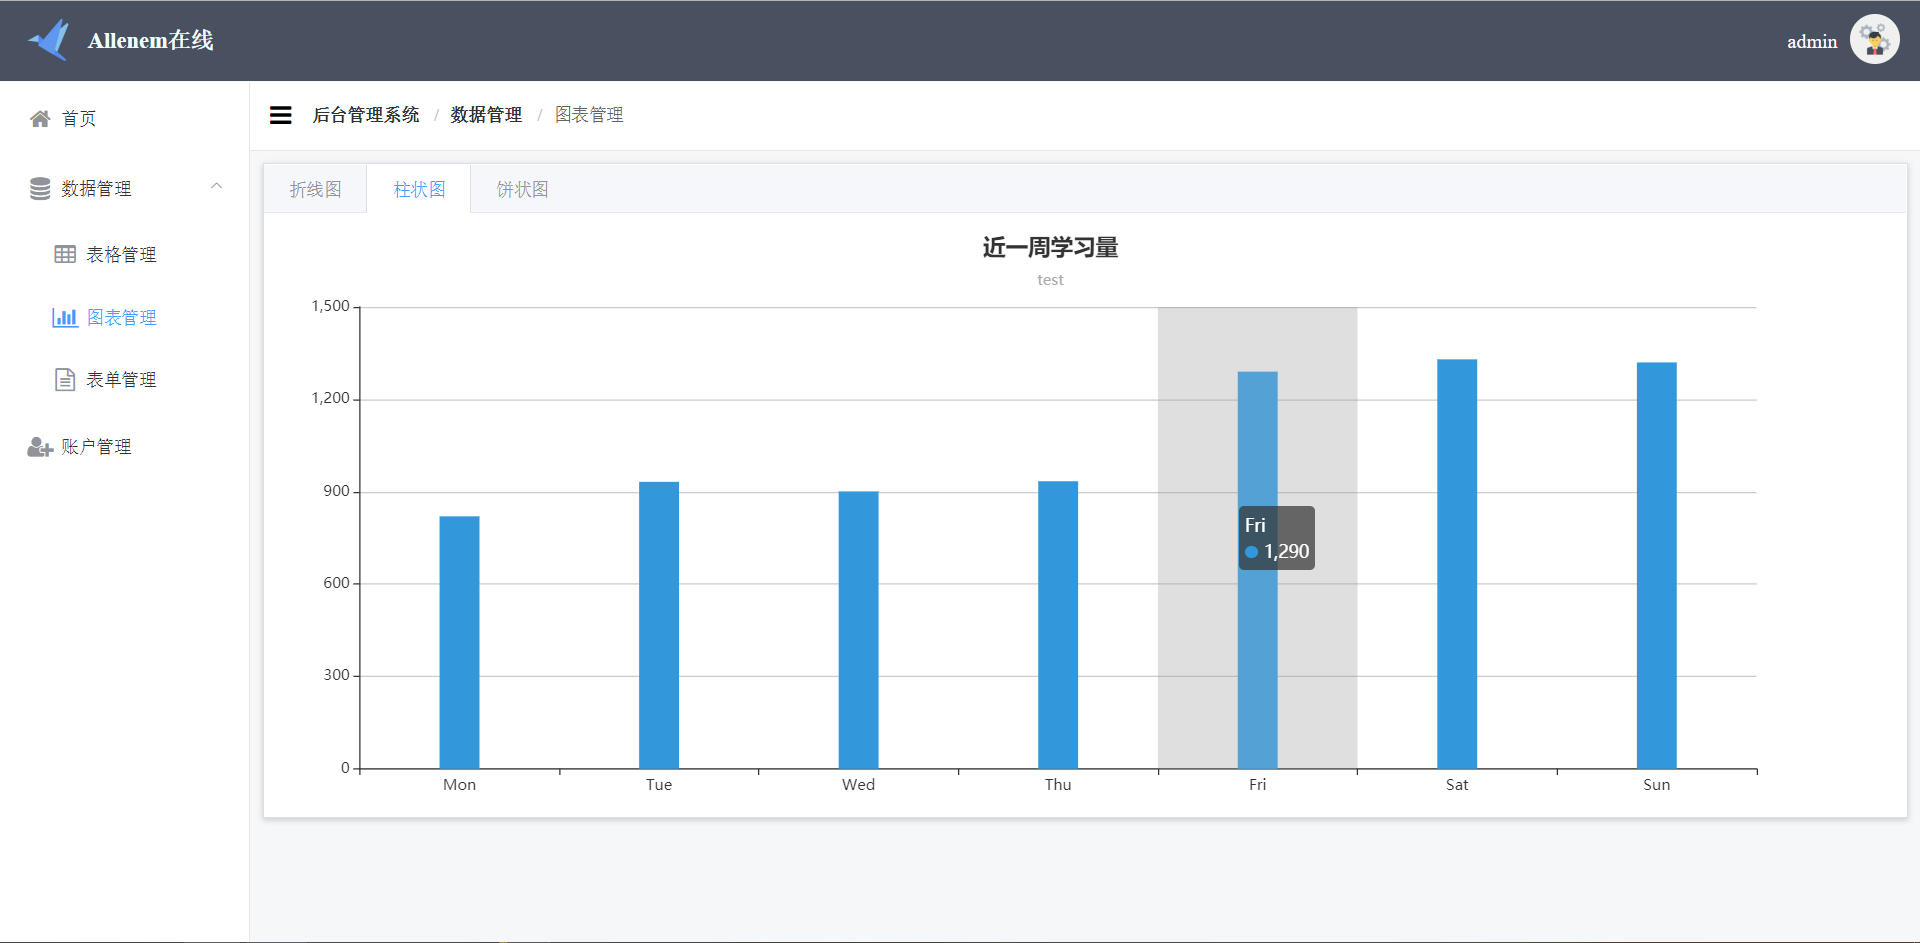 Allenem在线
admin
首页
数据管理
表格管理
图表管理
表单管理
账户管理
后台管理系统 / 数据管理 / 图表管理
折线图 柱状图 饼状图
近一周学习量
test
1,500
1,200
900
600
300
0
Fri
1,290
Mon Tue Wed Thu Fri Sat Sun